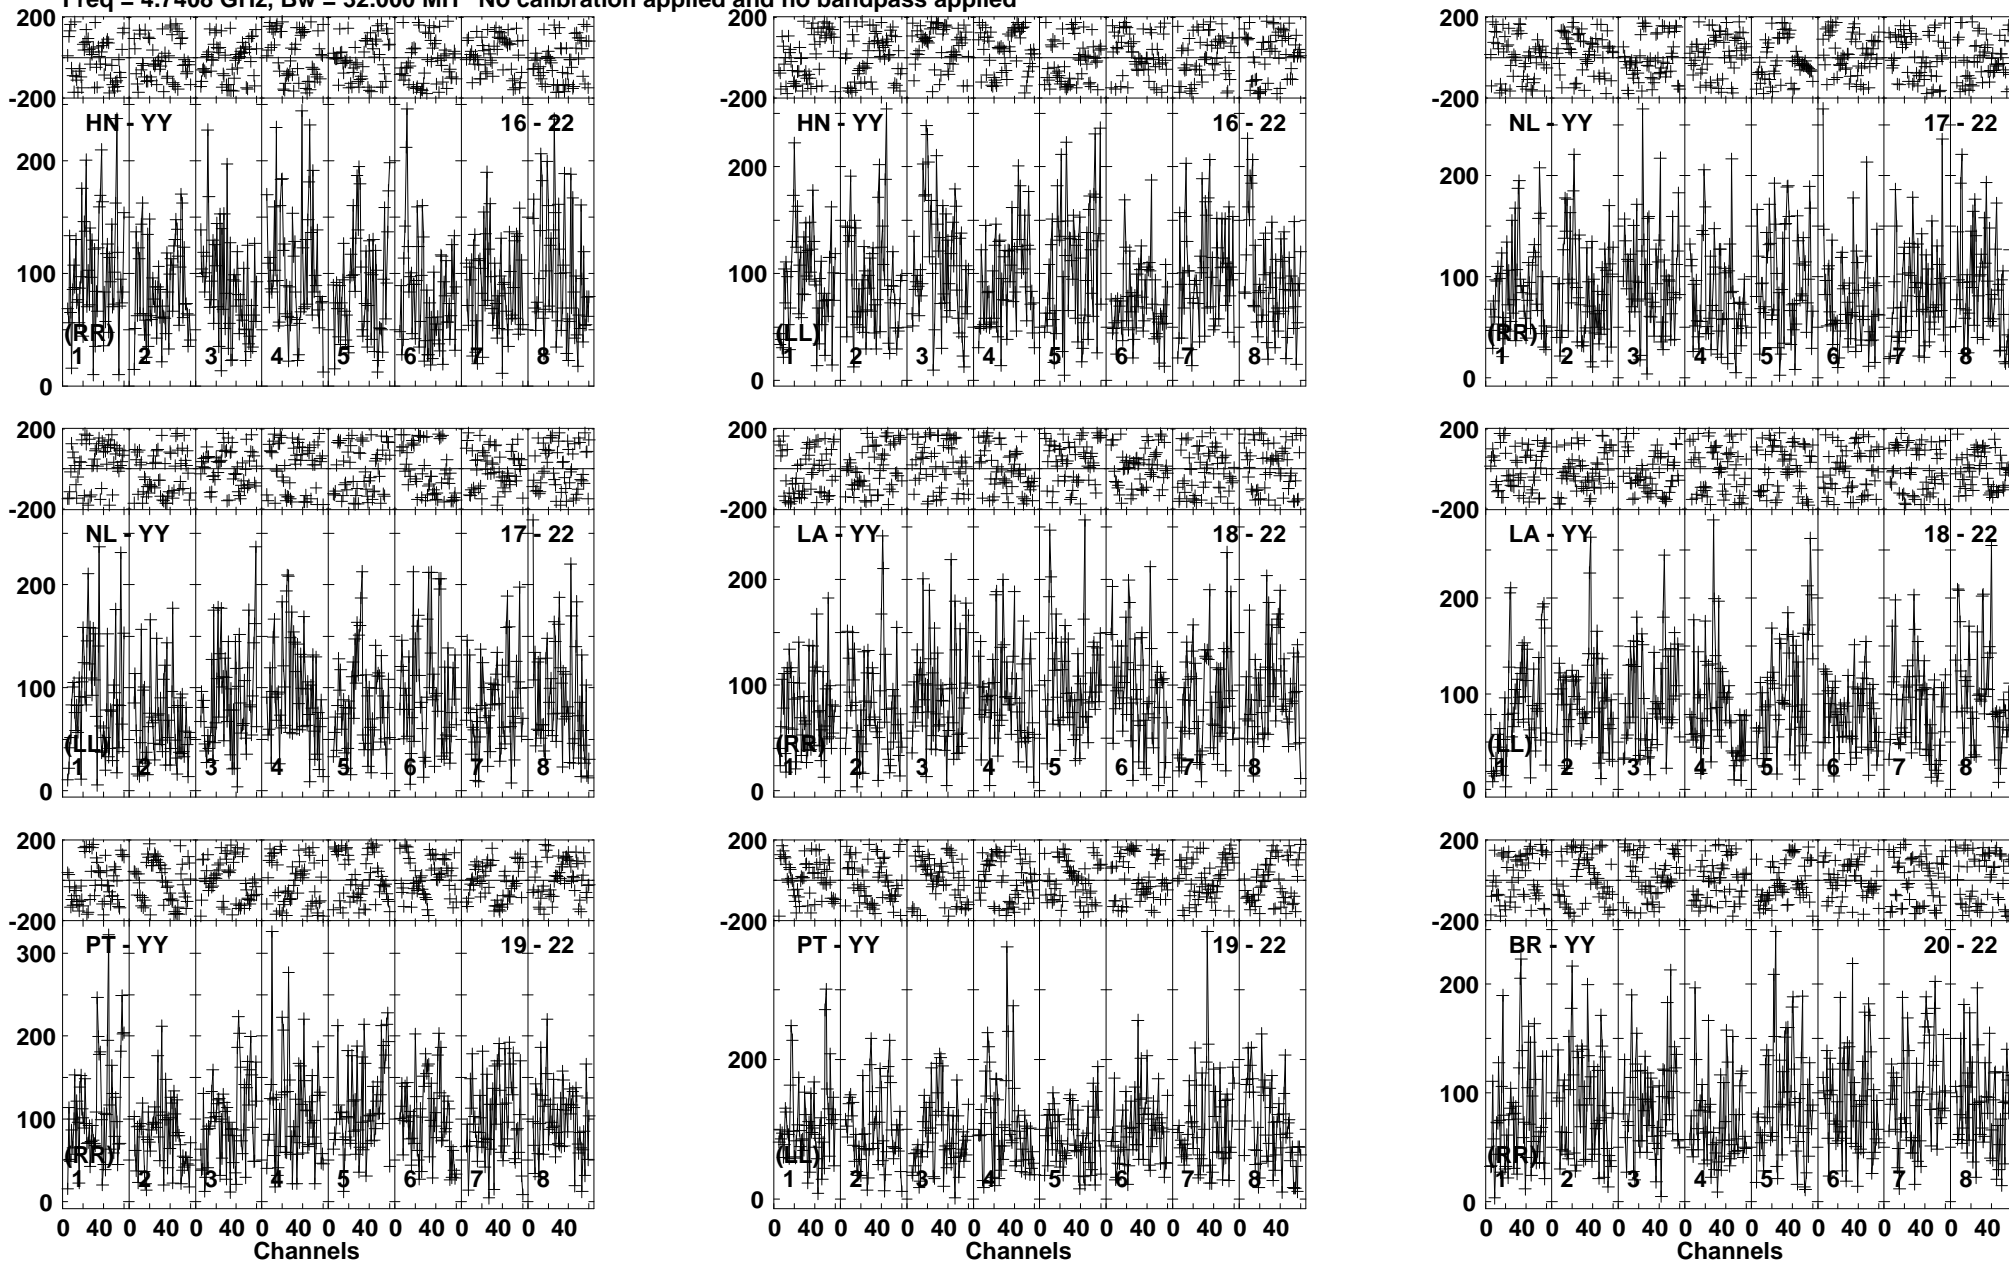 Freq = 4.7408 GHz, Bw = 32.000 MH No calibration applied and no bandpass applied
200 200 200
-200 -200 -200
HN - YY 16 - 22 HN - YY 16 - 22 NL - YY 17 - 22
200 200 200
100 100 100
(RR) (LL) (RR)
1 2 3 4 5 6 7 8 1 2 3 4 5 6 7 8 1 2 3 4 5 6 7 8
0 0 0
200 200 200
-200 -200 -200
NL - YY 17 - 22 LA - YY 18 - 22 LA - YY 18 - 22
200 200 200
100 100 100
(LL) (RR) (LL)
1 2 3 4 5 6 7 8 1 2 3 4 5 6 7 8 1 2 3 4 5 6 7 8
0 0 0
200 200 200
-200 -200 -200
PT - YY 19 - 22 PT - YY 19 - 22 BR - YY 20 - 22
300
200 200 200
100 100
(RR) (LL) (RR)
1 2 3 4 5 6 7 8 1 2 3 4 5 6 7 8 1 2 3 4 5 6 7 8
0 0 0
0 40 0 40 0 40 0 40 0 40 0 40 0 40 0 40 0 40 0 40 0 40 0 40 0 40 0 40 0 40 0 40 0 40 0 40 0 40 0 40 0 40 0 40 0 40 0 40
Channels Channels Channels